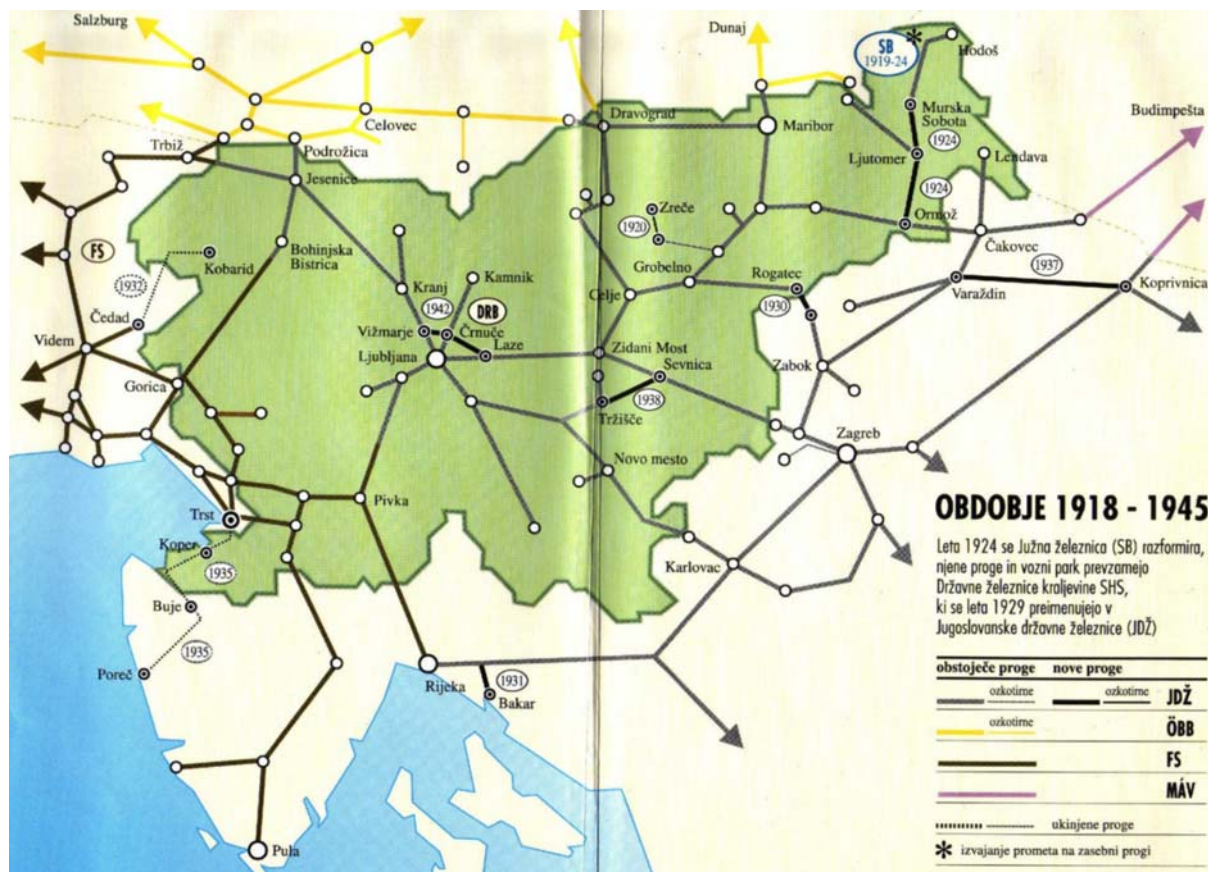 Salzburg
Dunaj
SB
1919-24
Hodoš
Dravograd
Celovec
Maribor
Murska
Sobota
Budimpešta
Trbiž
Podrožica
Ljutomer
1924
Lendava
Jesenice
1924
Zreče
Ormož
FS
Kobarid
Bohinjska
Bistrica
1920
Čakovec
Grobelno
Rogatec
1937
1932
Kranj
Kamnik
Celje
Varaždin
Koprivnica
Čedad
1942
DRB
1930
Videm
Vižmarje
Črnuče
Ljubljana
Laze
Zidani Most
Sevnica
Zabok
Gorica
1938
Tržišče
Zagreb
Novo mesto
Pivka
Trst
Koper
1935
Karlovac
Buje
1935
Poreč
Rijeka
1931
Bakar
Pula
OBDOBJE 1918 - 1945
Leta 1924 se Južna železnica (SB) razformira,
njene proge in vozni park prevzamejo
Državne železnice kraljevine SHS,
ki se leta 1929 preimenujejo v
Jugoslovanske državne železnice (JDŽ)
obstoječe proge nove proge
ozkotirne ozkotirne JDŽ
ozkotirne ÖBB
FS
MÁV
ukinjene proge
* izvajanje prometa na zasebni progi